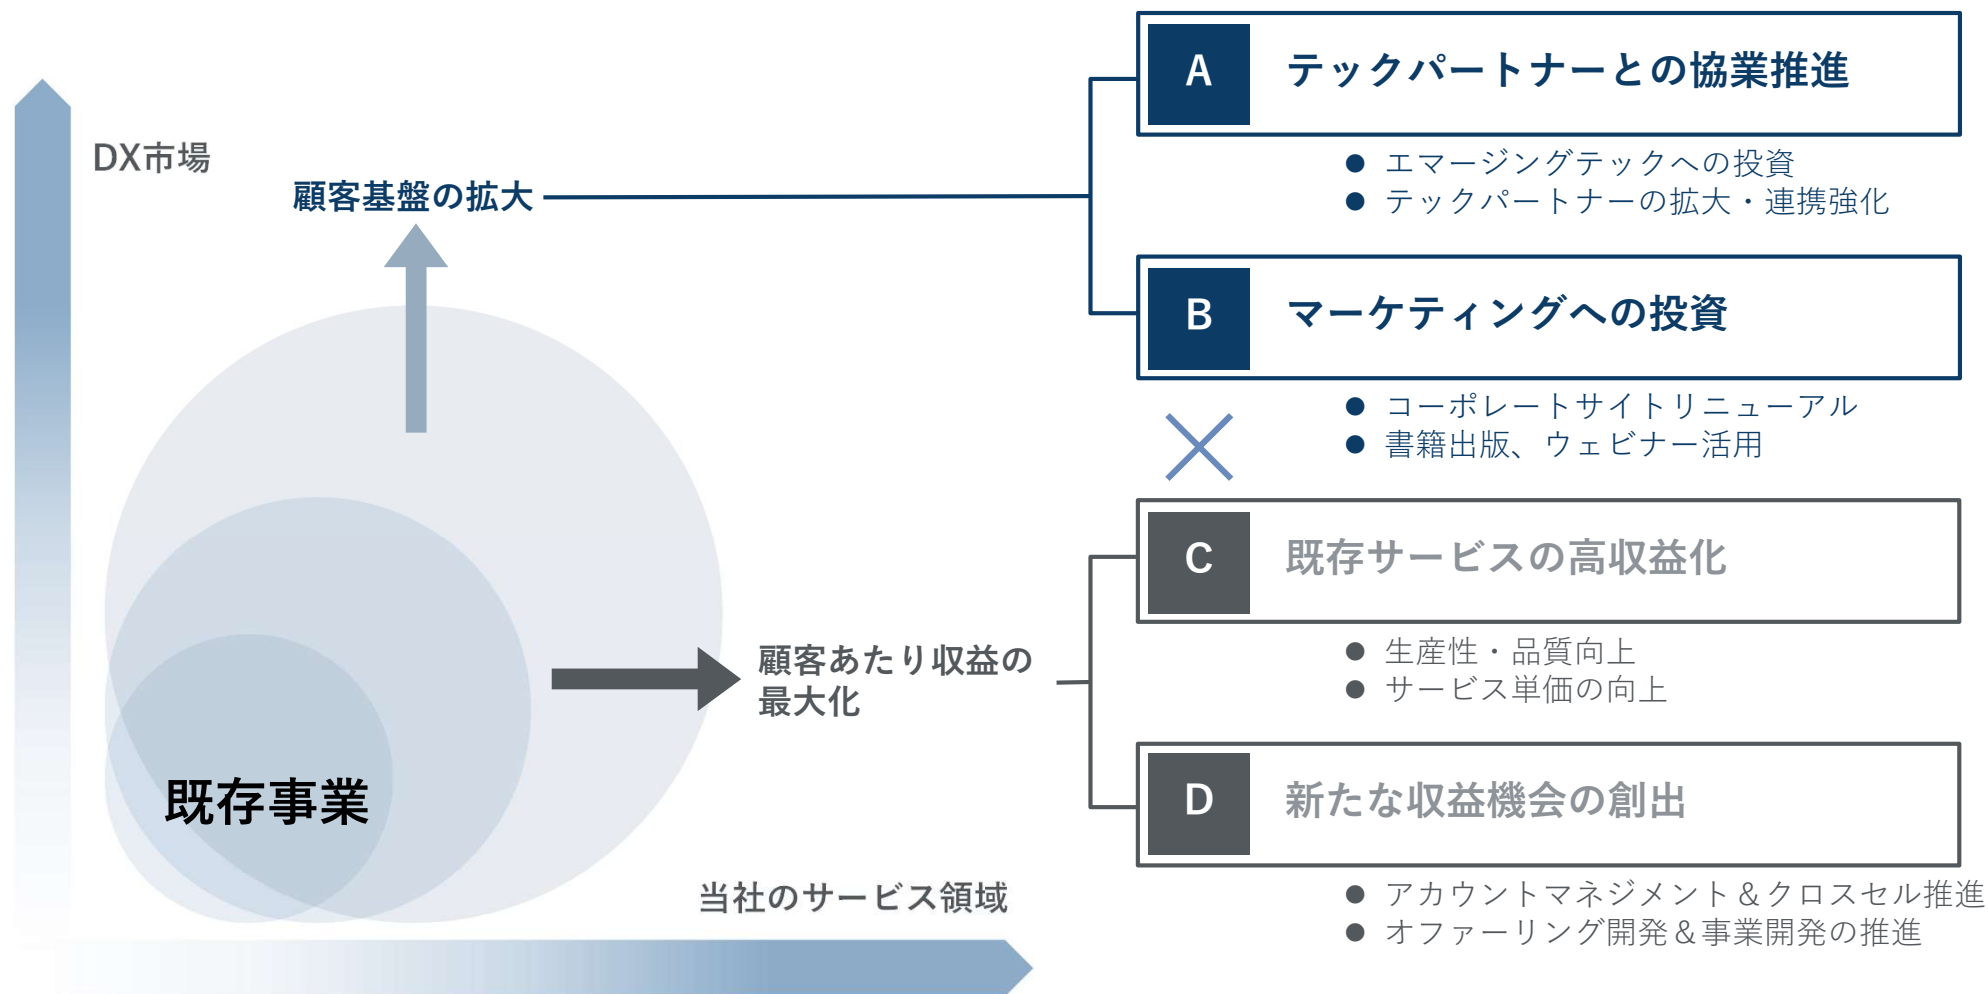 DX市場
顧客基盤の拡大
A
テックパートナーとの協業推進
● エマージングテックへの投資
● テックパートナーの拡大・連携強化
B
マーケティングへの投資
● コーポレートサイトリニューアル
● 書籍出版、ウェビナー活用
顧客あたり収益の
最大化
C
既存サービスの高収益化
● 生産性・品質向上
● サービス単価の向上
D
新たな収益機会の創出
● アカウントマネジメント＆クロスセル推進
● オファーリング開発＆事業開発の推進
既存事業
当社のサービス領域